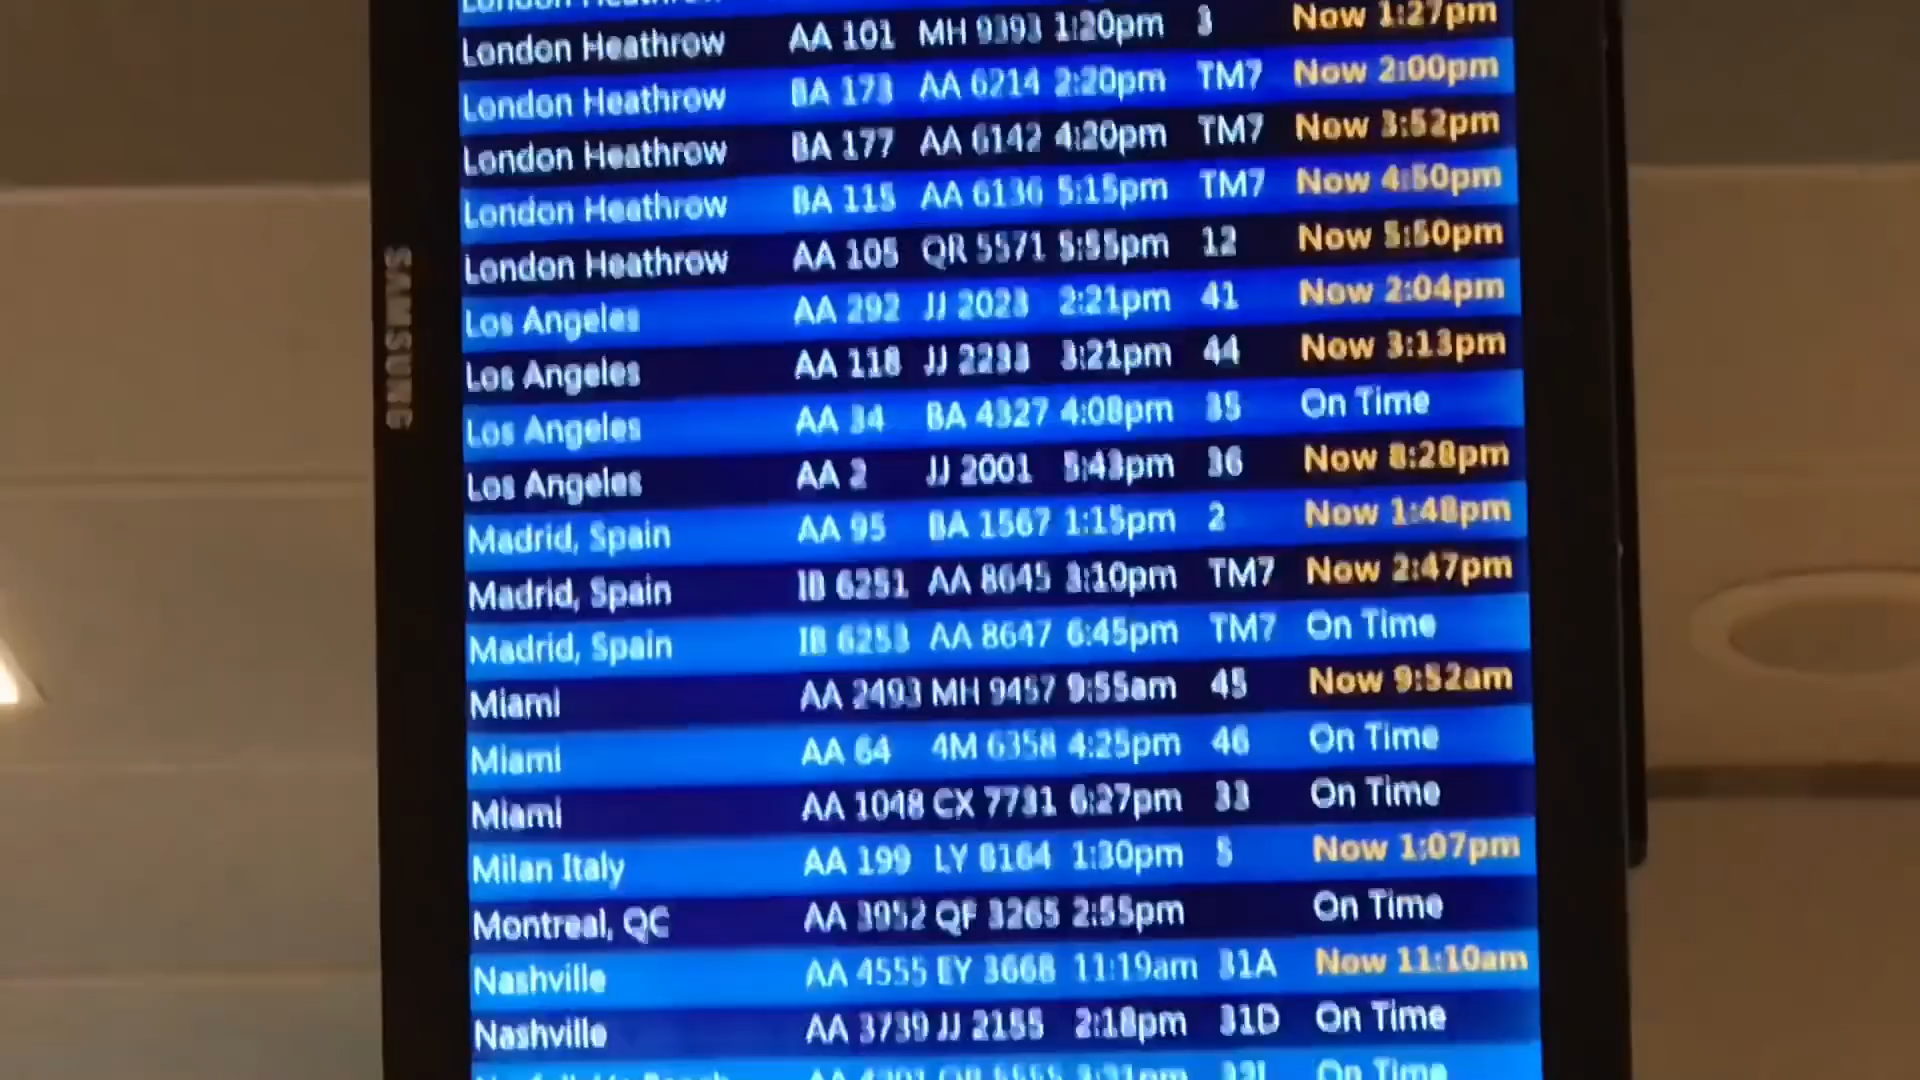 London Heathrow AA 101 MH 9393 1:20pm 3 Now 1:27pm
London Heathrow BA 173 AA 6214 2:20pm TM7 Now 2:00pm
London Heathrow BA 177 AA 6142 4:20pm TM7 Now 3:52pm
London Heathrow BA 115 AA 6136 5:15pm TM7 Now 4:50pm
London Heathrow AA 105 QR 5571 5:55pm 12 Now 5:50pm
Los Angeles AA 292 JJ 2023 2:21pm 41 Now 2:04pm
Los Angeles AA 118 JJ 2233 3:21pm 44 Now 3:13pm
Los Angeles AA 34 BA 4327 4:08pm 35 On Time
Los Angeles AA 2 JJ 2001 5:43pm 36 Now 8:28pm
Madrid, Spain AA 95 BA 1567 1:15pm 2 Now 1:48pm
Madrid, Spain IB 6251 AA 8645 3:10pm TM7 Now 2:47pm
Madrid, Spain IB 6253 AA 8647 6:45pm TM7 On Time
Miami AA 2493 MH 9457 9:55am 45 Now 9:52am
Miami AA 64 4M 6358 4:25pm 46 On Time
Miami AA 1048 CX 7731 6:27pm 33 On Time
Milan Italy AA 199 LY 8164 1:30pm 5 Now 1:07pm
Montreal, QC AA 3952 QF 3265 2:55pm On Time
Nashville AA 4555 EY 3668 11:19am 31A Now 11:10am
Nashville AA 3739 JJ 2155 2:18pm 31D On Time
On Time
SAMSUNG